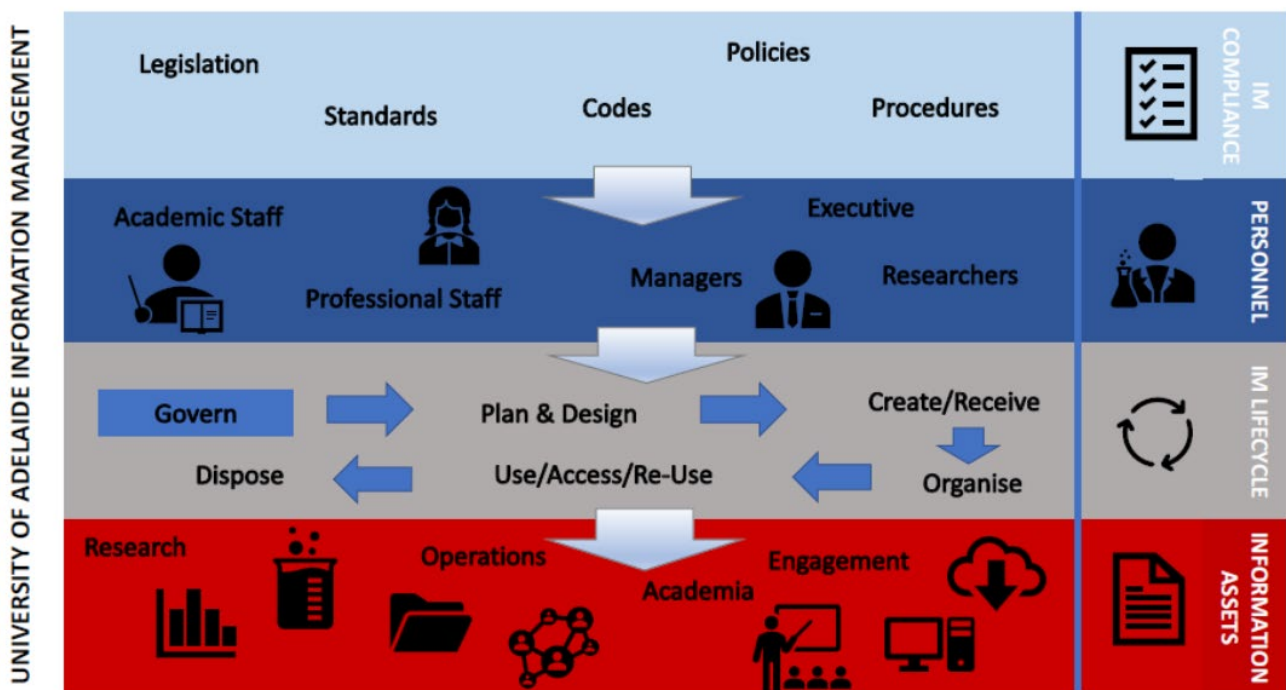 UNIVERSITY OF ADELAIDE INFORMATION MANAGEMENT
Legislation
Standards
Codes
Policies
Procedures
IM
COMPLIANCE
Academic Staff
Professional Staff
Managers
Executive
Researchers
PERSONNEL
Govern
Plan & Design
Create/Receive
Organise
Use/Access/Re-Use
Dispose
IM LIFECYCLE
Research
Operations
Academia
Engagement
INFORMATION
ASSETS